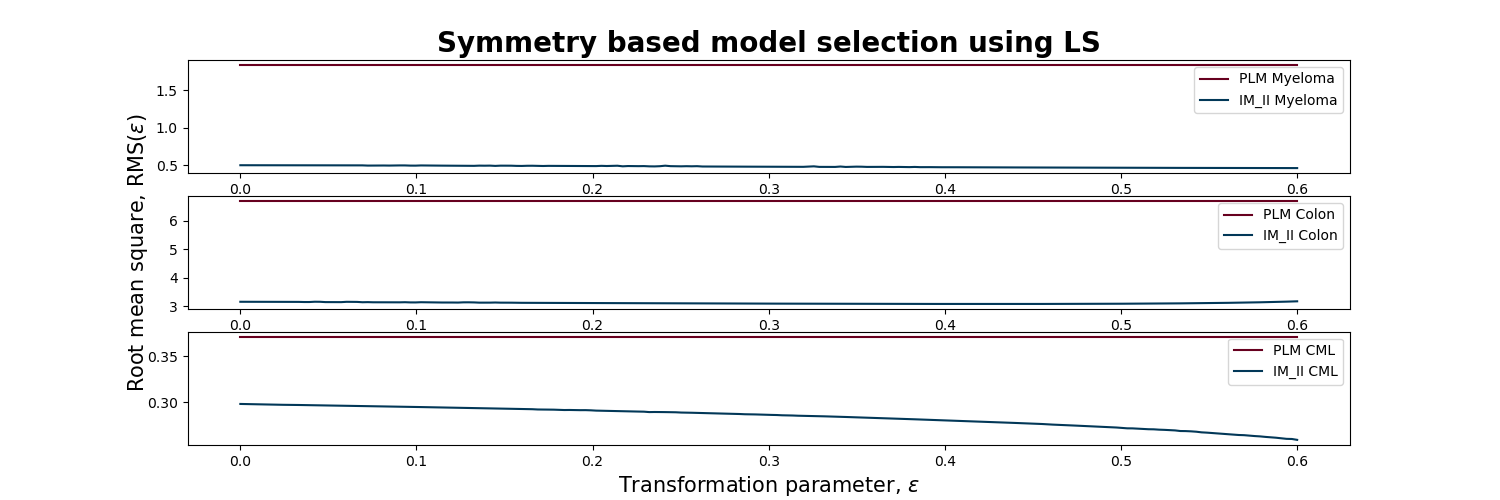 Symmetry based model selection using LS
Root mean square, RMS(ε)
1.5
1.0
0.5
PLM Myeloma
IM_II Myeloma
0.0 0.1 0.2 0.3 0.4 0.5 0.6
6
5
4
3
PLM Colon
IM_II Colon
0.0 0.1 0.2 0.3 0.4 0.5 0.6
0.35
0.30
PLM CML
IM_II CML
0.0 0.1 0.2 0.3 0.4 0.5 0.6
Transformation parameter, ε